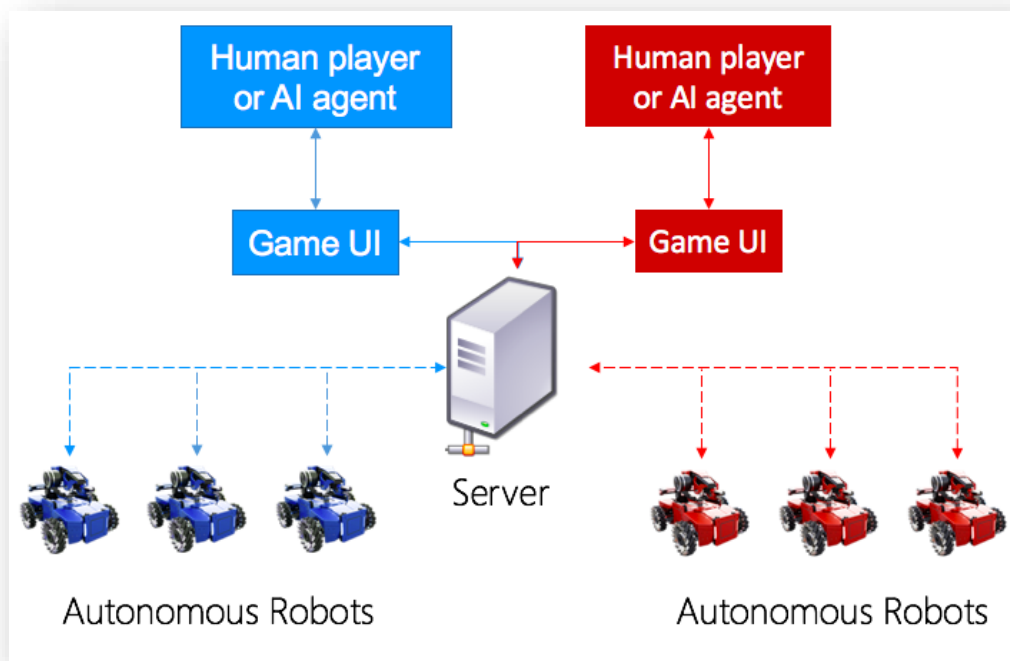 Human player
or AI agent
Human player
or AI agent
Game UI
Game UI
Server
Autonomous Robots
Autonomous Robots